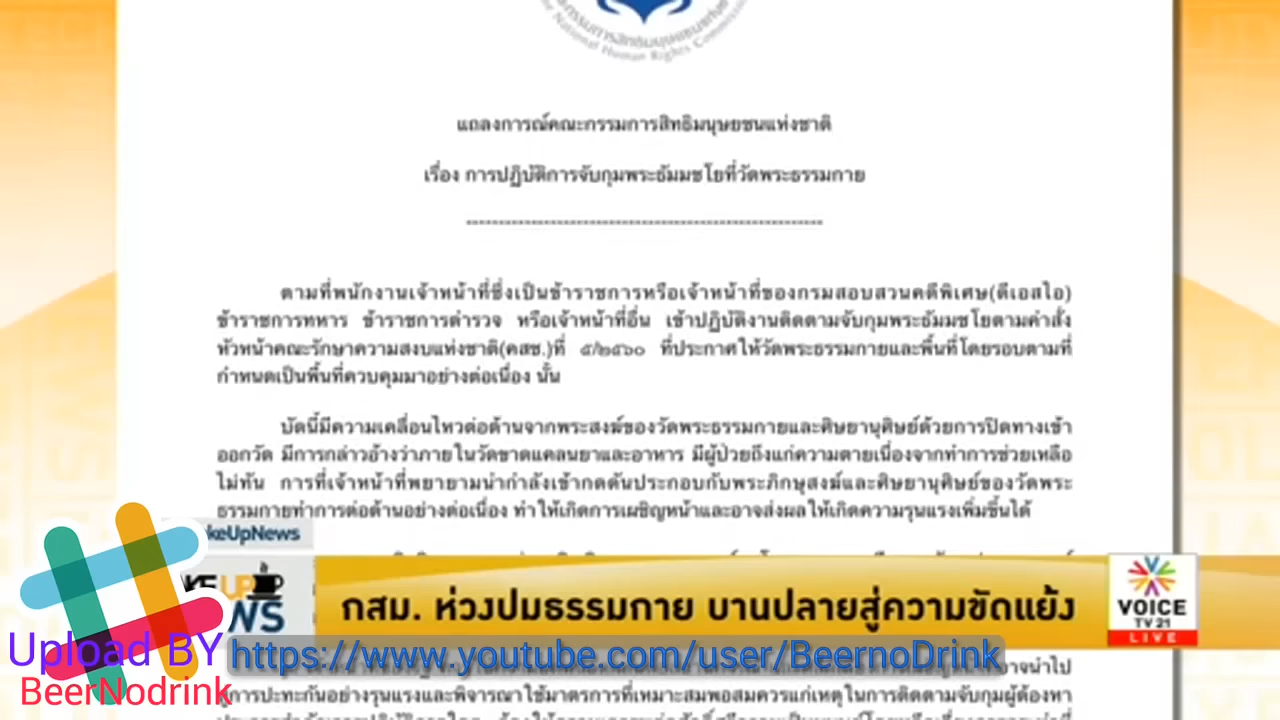 National Human Rights Commis
แถลงการณ์คณะกรรมการสิทธิมนุษยชนแห่งชาติ
เรื่อง การปฏิบัติการจับกุมพระธัมมชโยที่วัดพระธรรมกาย
-------------------------------------------------------
ตามที่พนักงานเจ้าหน้าที่ซึ่งเป็นข้าราชการหรือเจ้าหน้าที่ของกรมสอบสวนคดีพิเศษ(ดีเอสไอ)
ข้าราชการทหาร ข้าราชการตำรวจ หรือเจ้าหน้าที่อื่น เข้าปฏิบัติงานติดตามจับกุมพระธัมมชโยตามคำสั่ง
หัวหน้าคณะรักษาความสงบแห่งชาติ(คสช.)ที่ ๕/๒๕๖๐ ที่ประกาศให้วัดพระธรรมกายและพื้นที่โดยรอบตามที่
กำหนดเป็นพื้นที่ควบคุมมาอย่างต่อเนื่อง นั้น
บัดนี้มีความเคลื่อนไหวต่อต้านจากพระสงฆ์ของวัดพระธรรมกายและศิษยานุศิษย์ด้วยการปิดทางเข้า
ออกวัด มีการกล่าวอ้างว่าภายในวัดขาดแคลนยาและอาหาร มีผู้ป่วยถึงแก่ความตายเนื่องจากทำการช่วยเหลือ
ไม่ทัน การที่เจ้าหน้าที่พยายามนำกำลังเข้ากดดันประกอบกับพระภิกษุสงฆ์และศิษยานุศิษย์ของวัดพระ
ธรรมกายทำการต่อต้านอย่างต่อเนื่อง ทำให้เกิดการเผชิญหน้าและอาจส่งผลให้เกิดความรุนแรงเพิ่มขึ้นได้
keUpNews
KE UP
WS
กสม. ห่วงปมธรรมกาย บานปลายสู่ความขัดแย้ง
VOICE
TV 21
LIVE
Upload BY https://www.youtube.com/user/BeernoDrink
BeerNodrink
าจนำไป
สู่การปะทะกันอย่างรุนแรงและพิจารณาใช้มาตรการที่เหมาะสมพอสมควรแก่เหตุในการติดตามจับกุมผู้ต้องหา